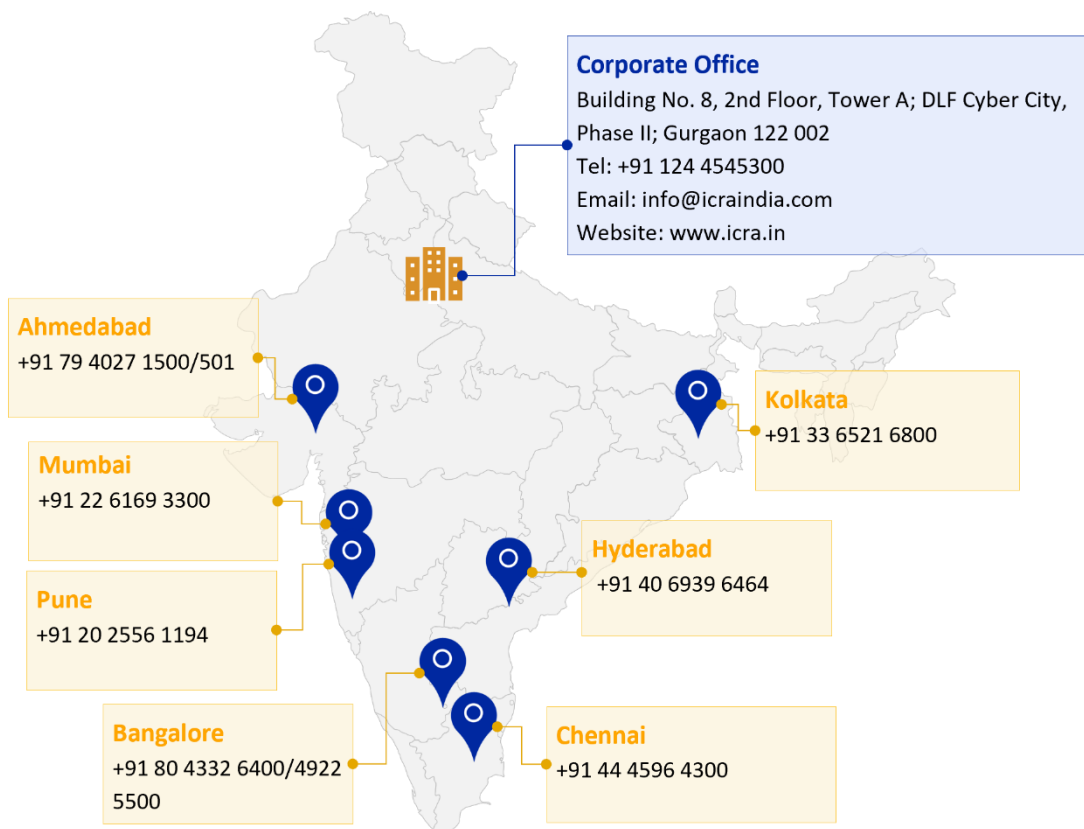 Corporate Office
Building No. 8, 2nd Floor, Tower A; DLF Cyber City,
Phase II; Gurgaon 122 002
Tel: +91 124 4545300
Email: info@icraindia.com
Website: www.icra.in
Ahmedabad
+91 79 4027 1500/501
Kolkata
+91 33 6521 6800
Mumbai
+91 22 6169 3300
Hyderabad
+91 40 6939 6464
Pune
+91 20 2556 1194
Bangalore
+91 80 4332 6400/4922
5500
Chennai
+91 44 4596 4300